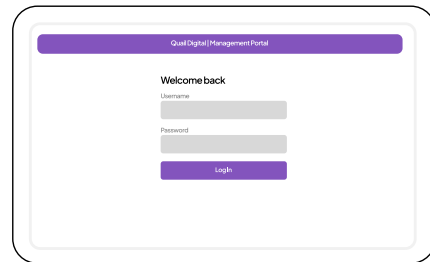 Quail Digital | Management Portal
Welcome back
Username
Password
Log In